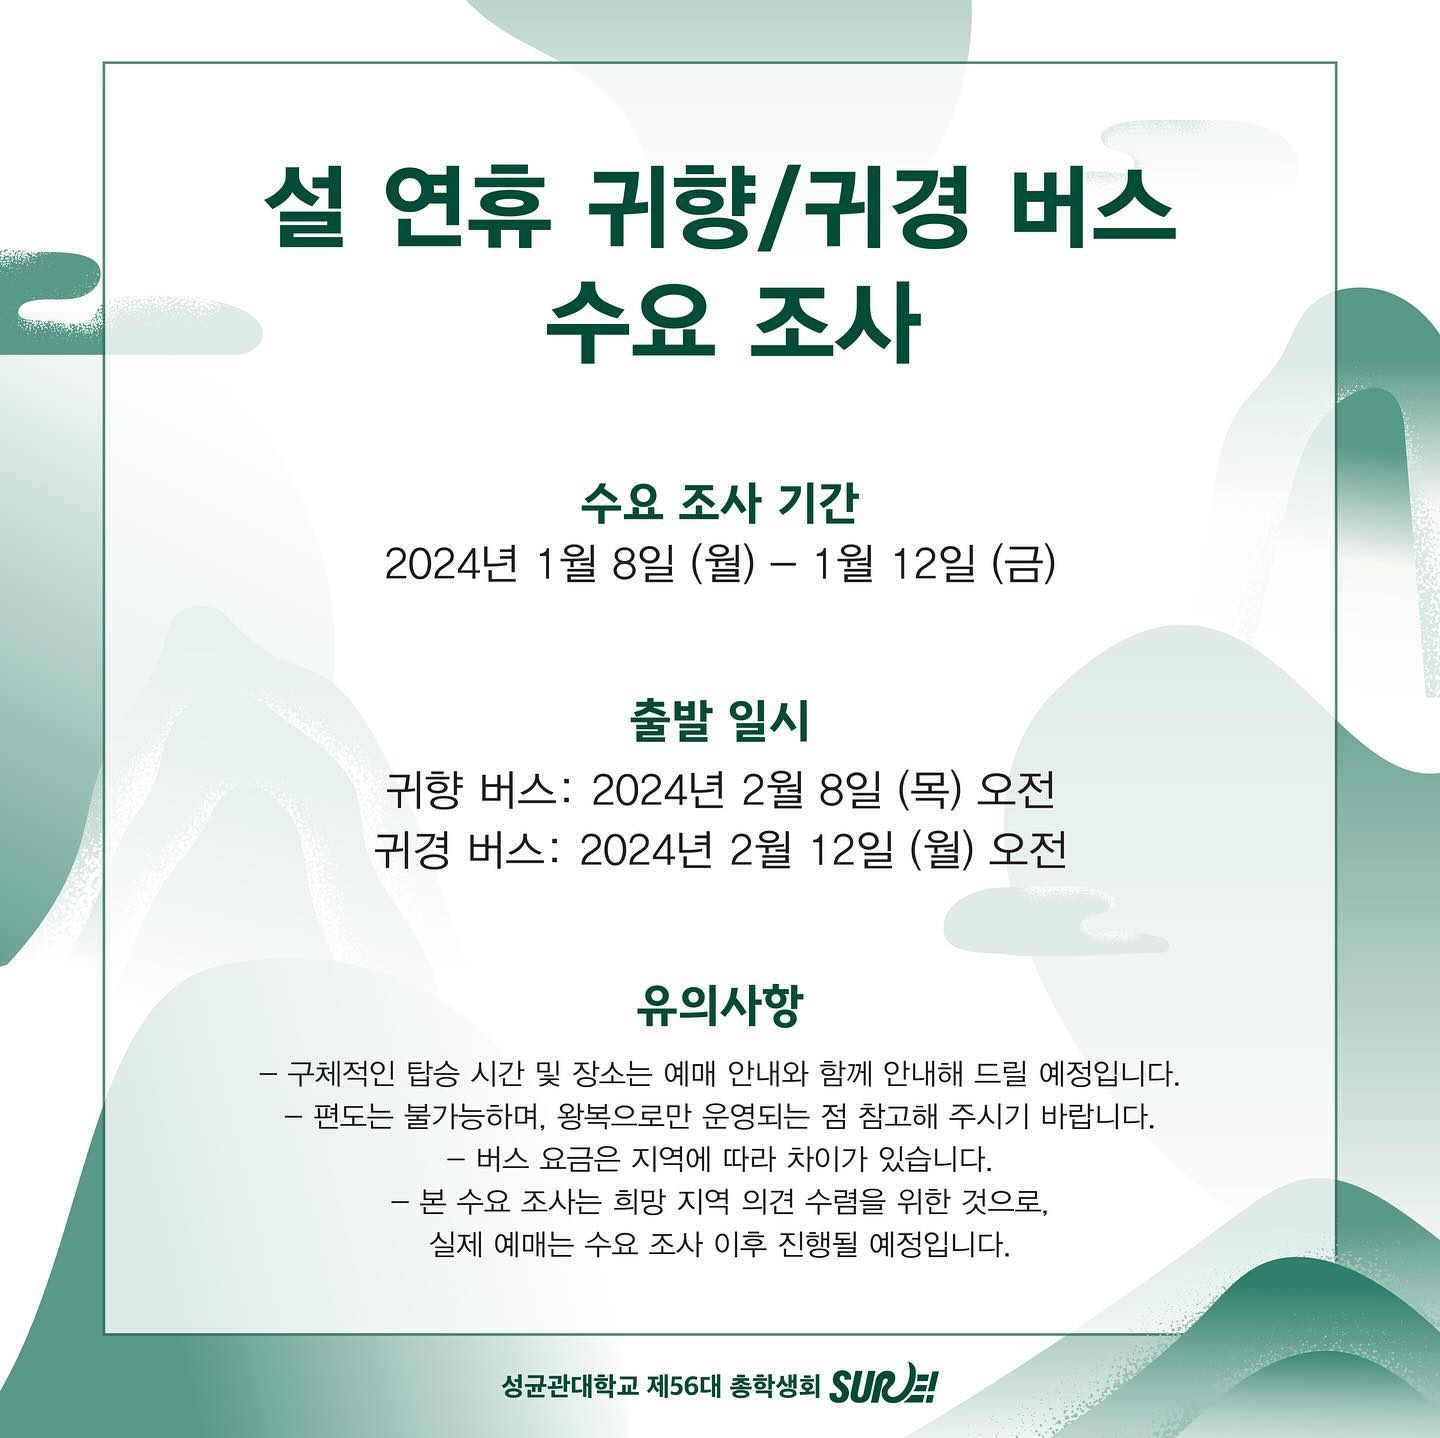 설 연휴 귀향/귀경 버스
수요 조사
수요 조사 기간
2024년 1월 8일 (월) – 1월 12일 (금)
출발 일시
귀향 버스: 2024년 2월 8일 (목) 오전
귀경 버스: 2024년 2월 12일 (월) 오전
유의사항
– 구체적인 탑승 시간 및 장소는 예매 안내와 함께 안내해 드릴 예정입니다.
– 편도는 불가능하며, 왕복으로만 운영되는 점 참고해 주시기 바랍니다.
– 버스 요금은 지역에 따라 차이가 있습니다.
– 본 수요 조사는 희망 지역 의견 수렴을 위한 것으로,
실제 예매는 수요 조사 이후 진행될 예정입니다.
성균관대학교 제56대 총학생회 SURE!